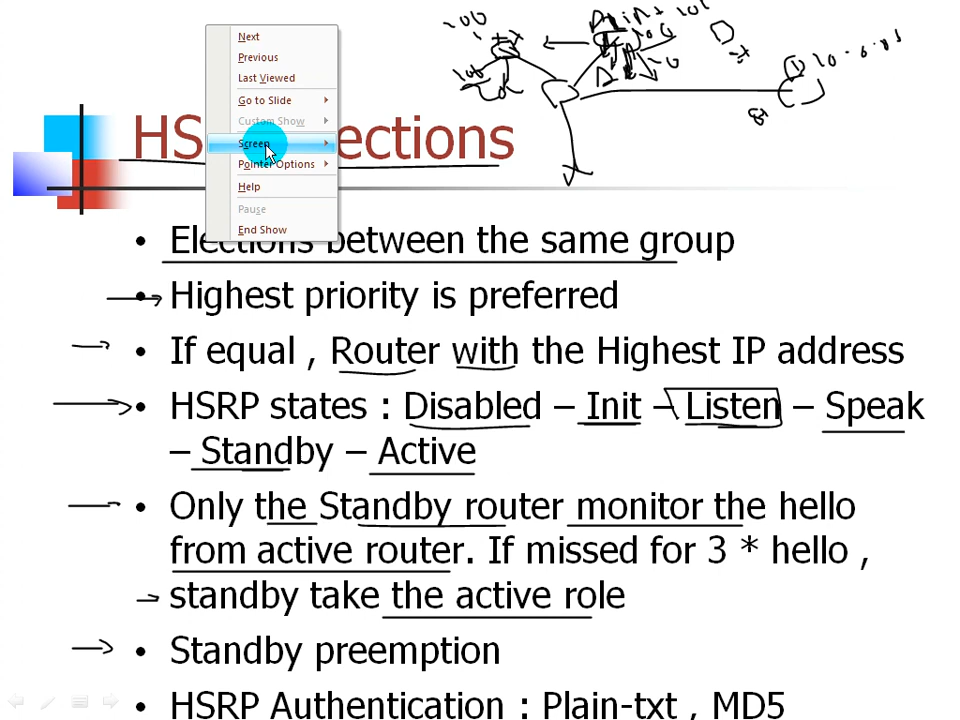 Next
Previous
Last Viewed
Go to Slide
Custom Show
Screen
Pointer Options
Help
Pause
End Show
HS ections
• Elections between the same group
• Highest priority is preferred
• If equal , Router with the Highest IP address
• HSRP states : Disabled – Init – Listen – Speak
– Standby – Active
• Only the Standby router monitor the hello
from active router. If missed for 3 * hello ,
standby take the active role
• Standby preemption
• HSRP Authentication : Plain-txt , MD5